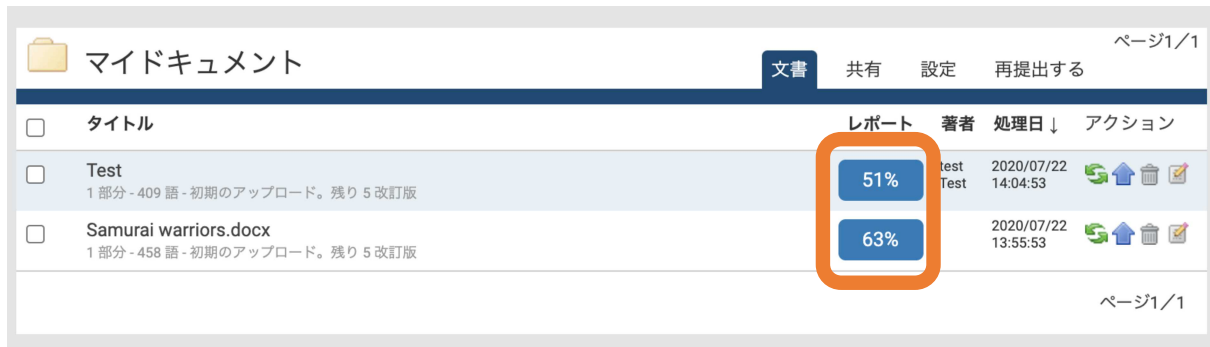 ページ1／1
マイドキュメント
文書 共有 設定 再提出する
タイトル レポート 著者 処理日↓ アクション
Test 51% test 2020/07/22
1 部分 - 409 語 - 初期のアップロード。残り 5 改訂版 Test 14:04:53
Samurai warriors.docx 63% 2020/07/22
1 部分 - 458 語 - 初期のアップロード。残り 5 改訂版 13:55:53
ページ1／1